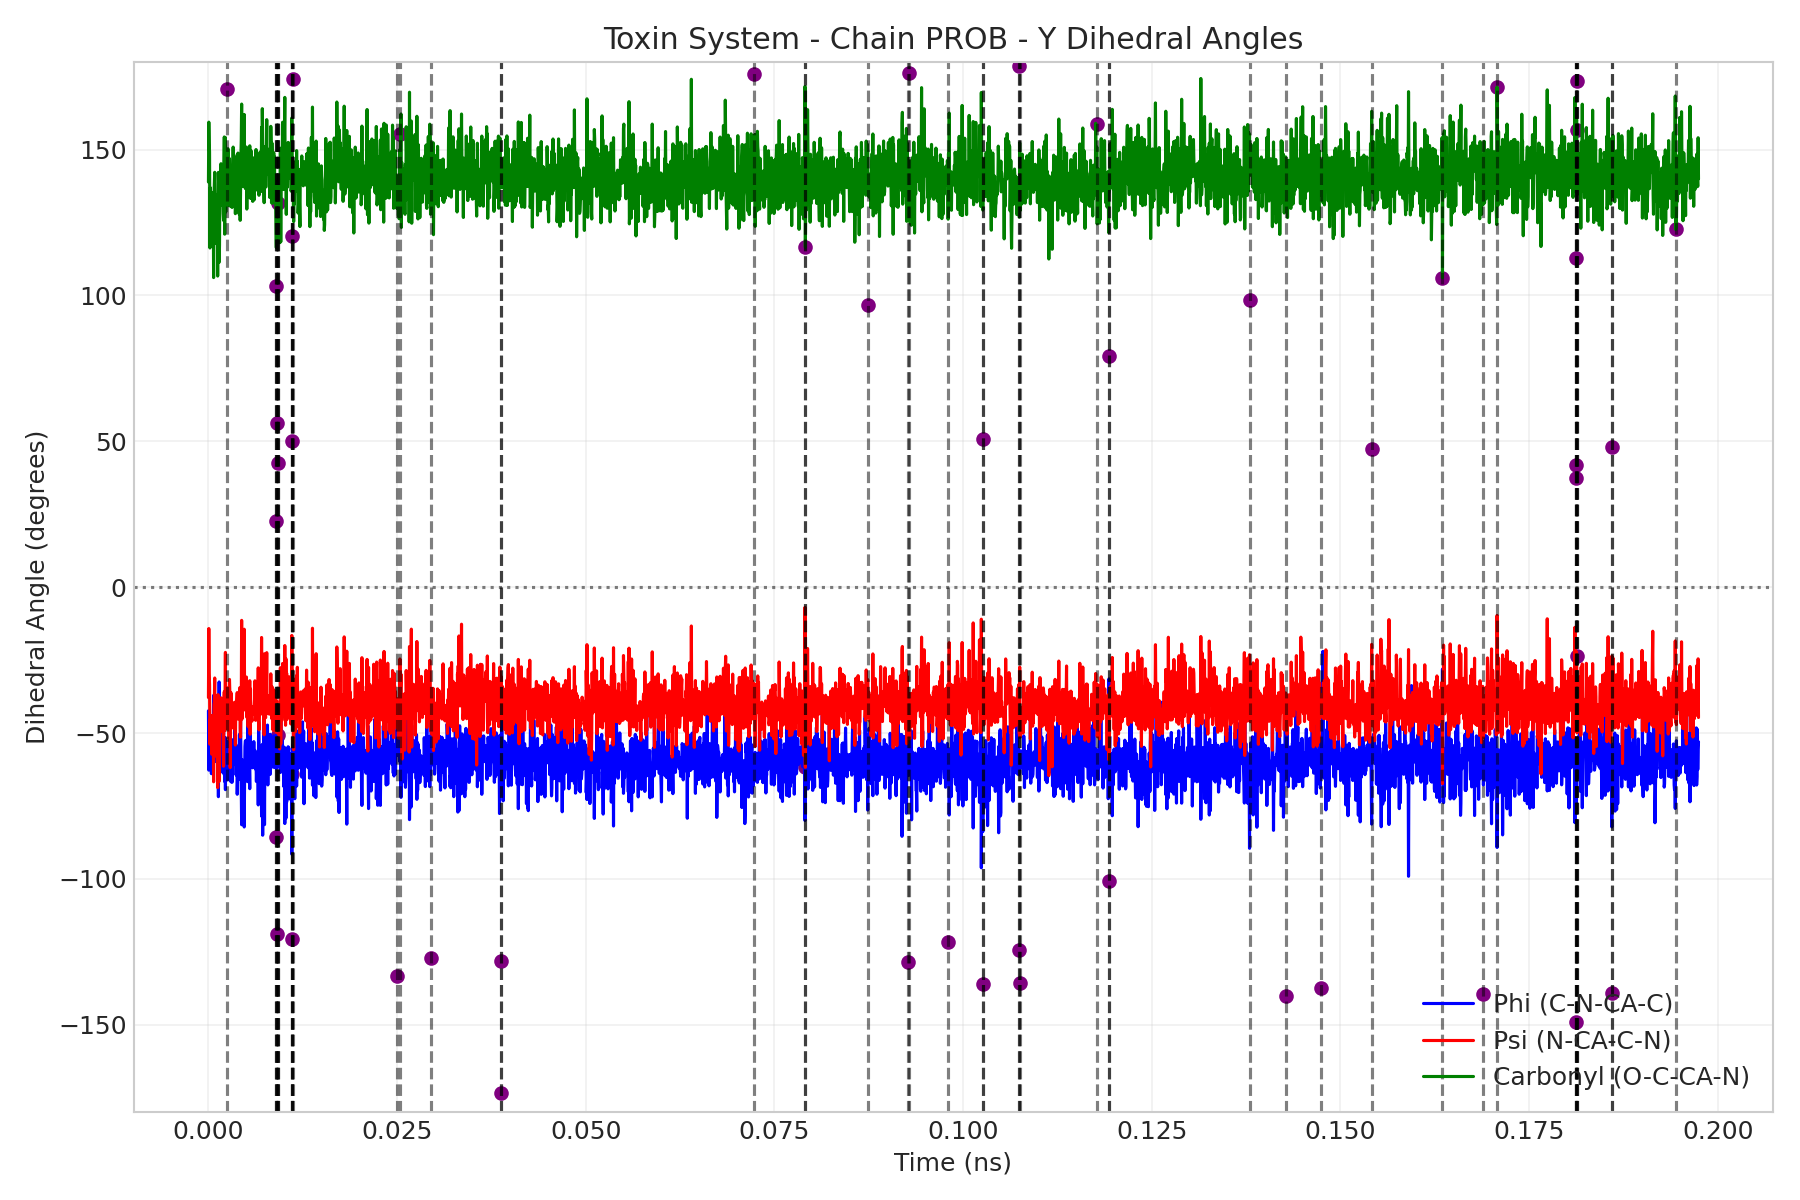 Toxin System - Chain PROB - Y Dihedral Angles
Dihedral Angle (degrees)
150
100
50
0
−50
−100
−150
Phi (C-N-CA-C)
Psi (N-CA-C-N)
Carbonyl (O-C-CA-N)
0.000 0.025 0.050 0.075 0.100 0.125 0.150 0.175 0.200
Time (ns)